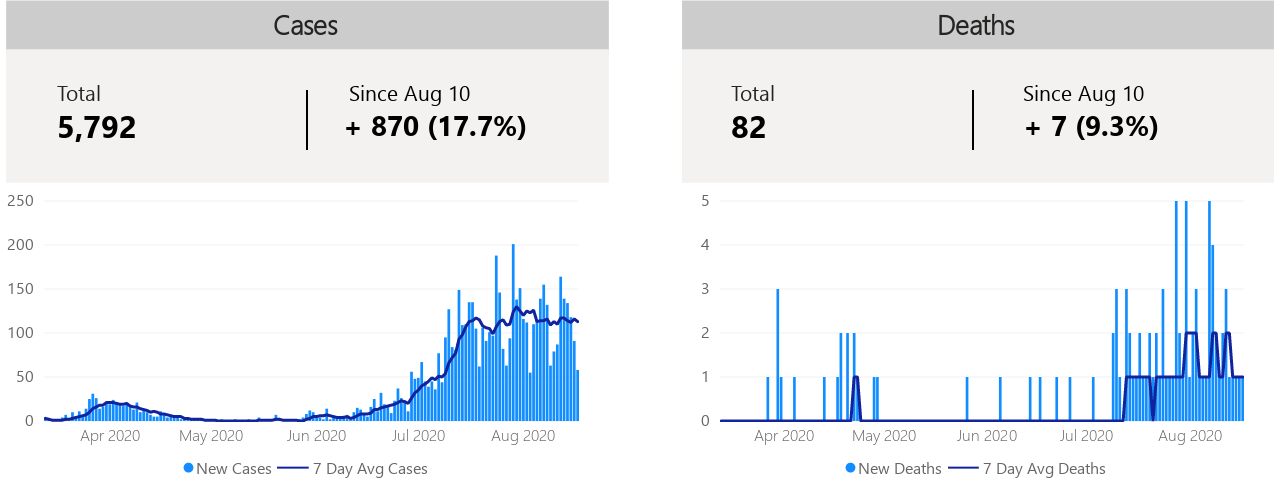 Cases
Total
5,792
Since Aug 10
+ 870 (17.7%)
250
200
150
100
50
0
Apr 2020
May 2020
Jun 2020
Jul 2020
Aug 2020
New Cases
7 Day Avg Cases
Deaths
Total
82
Since Aug 10
+ 7 (9.3%)
5
4
3
2
1
0
Apr 2020
May 2020
Jun 2020
Jul 2020
Aug 2020
New Deaths
7 Day Avg Deaths